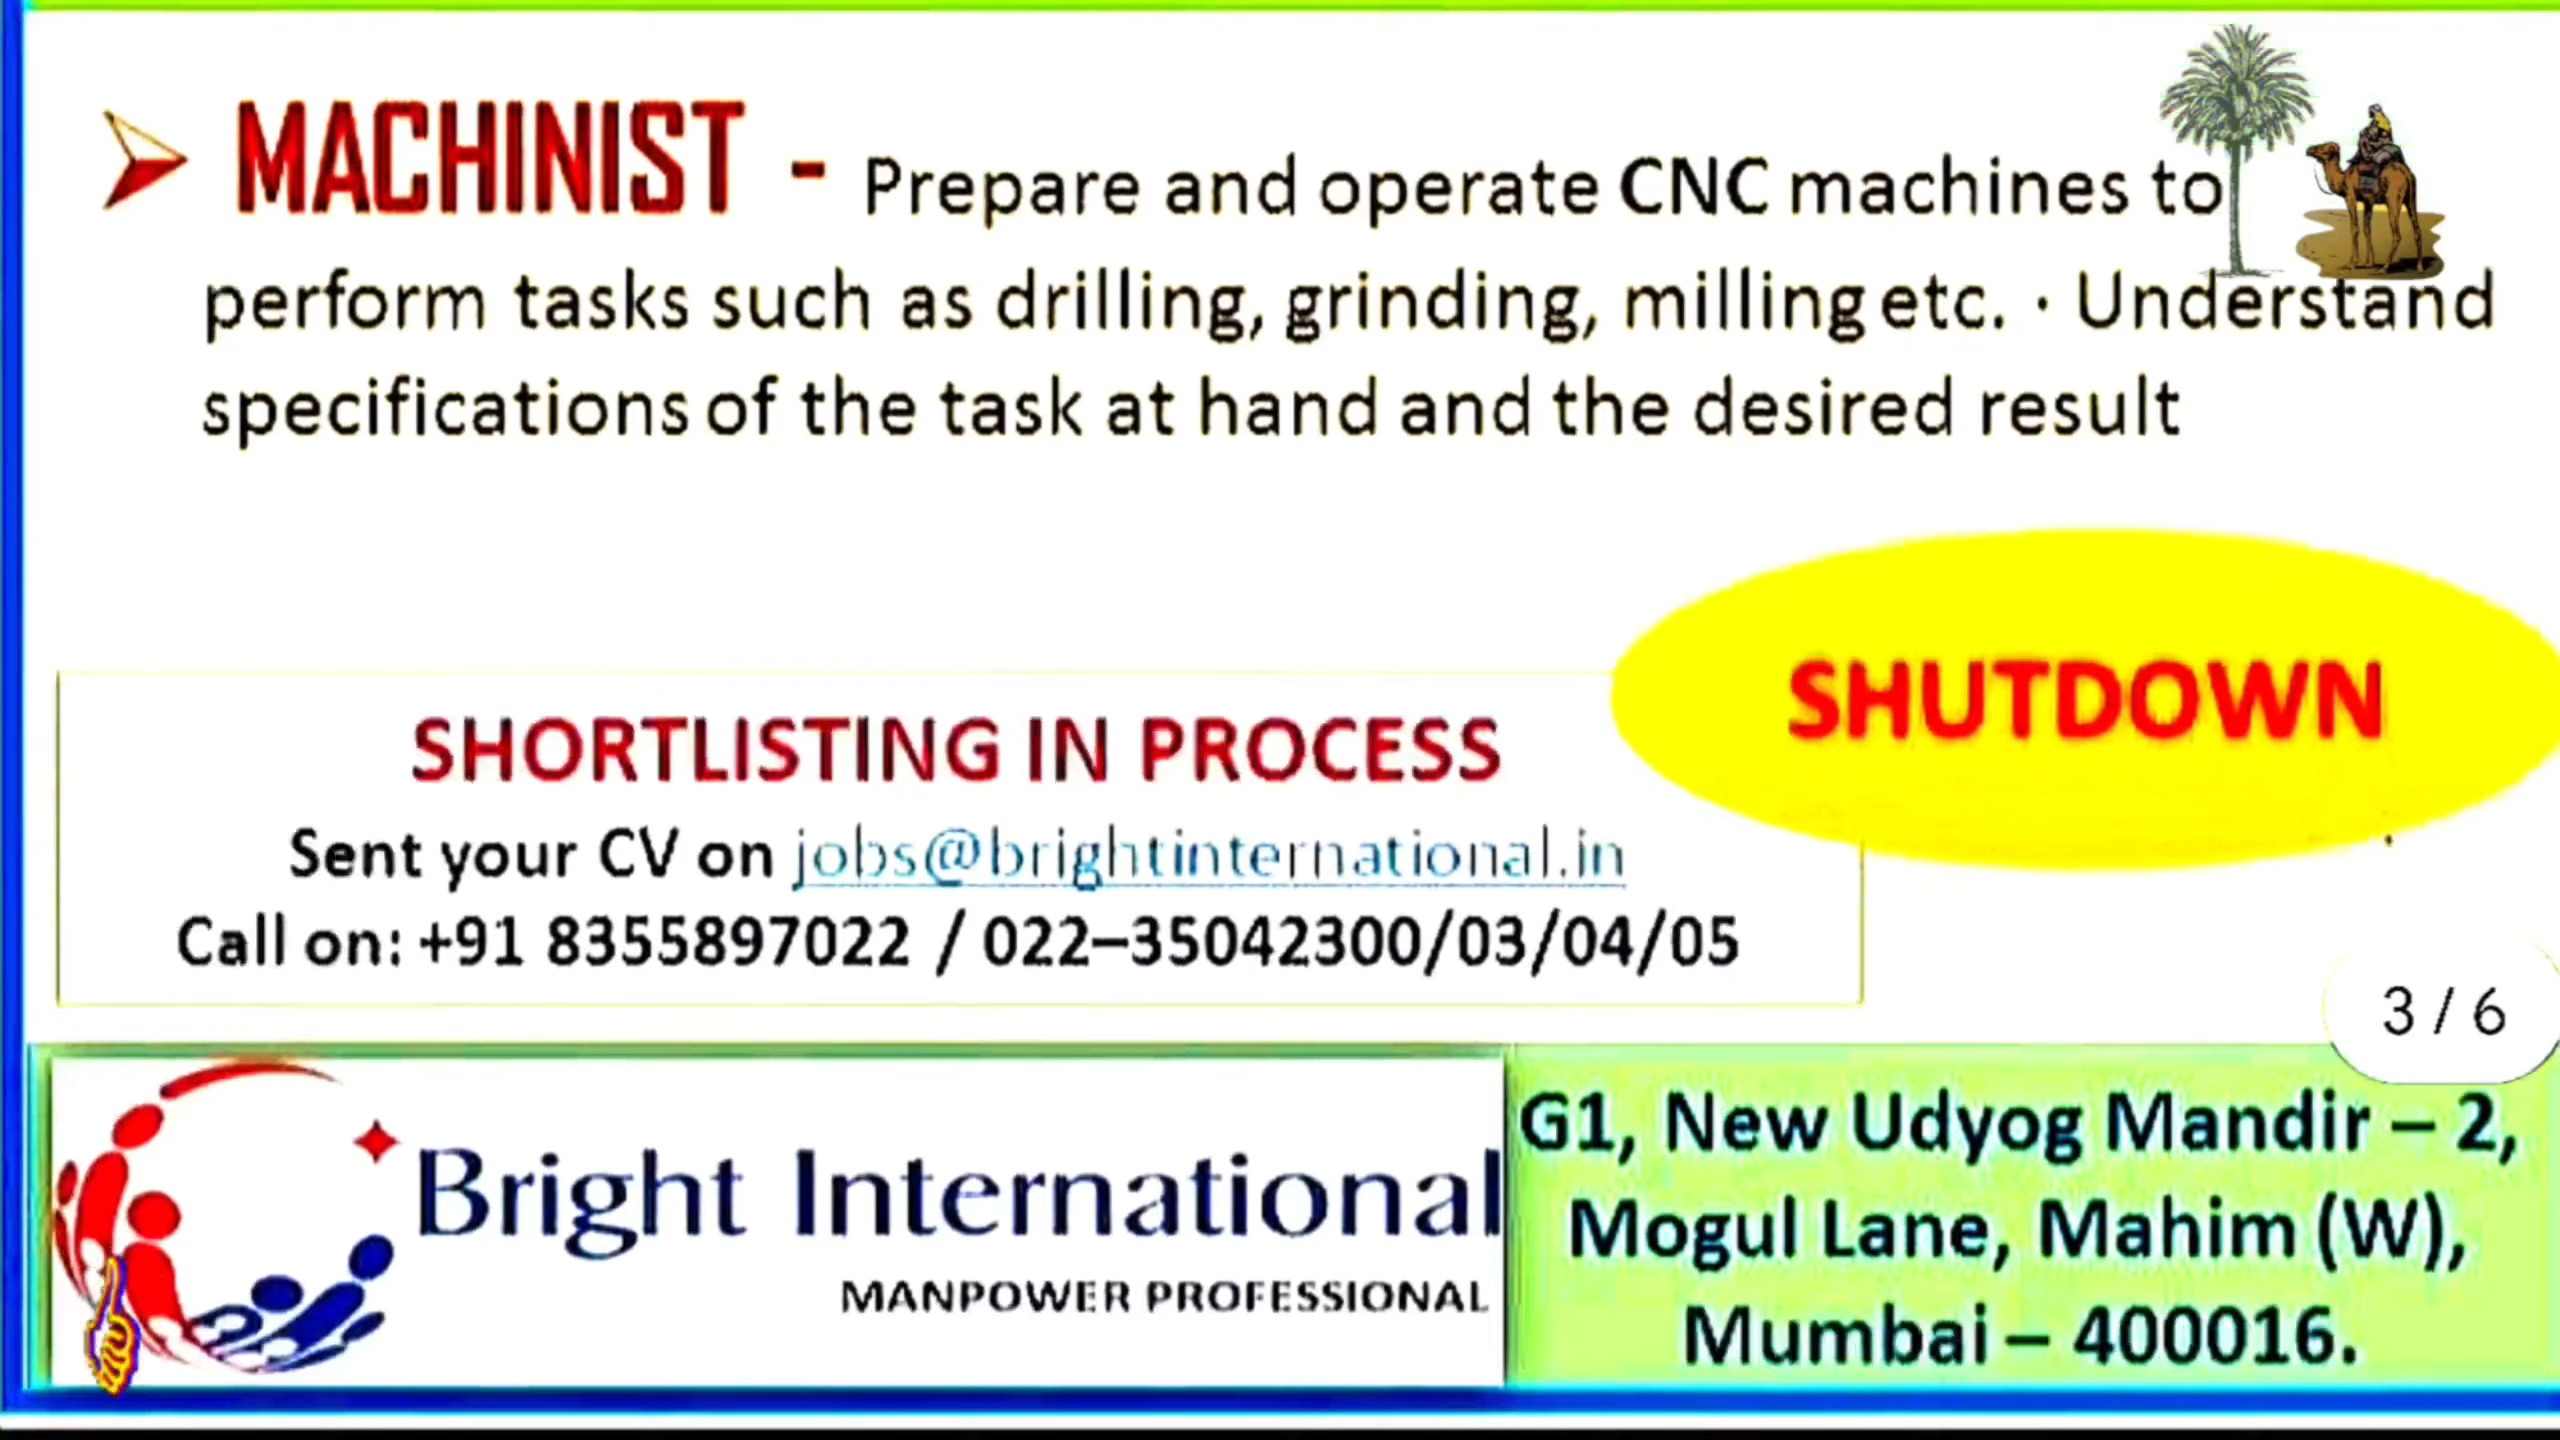 MACHINIST - Prepare and operate CNC machines to
perform tasks such as drilling, grinding, milling etc. · Understand
specifications of the task at hand and the desired result
SHUTDOWN
SHORTLISTING IN PROCESS
Sent your CV on jobs@brightinternational.in
Call on: +91 8355897022 / 022–35042300/03/04/05
3 / 6
Bright International
MANPOWER PROFESSIONAL
G1, New Udyog Mandir – 2,
Mogul Lane, Mahim (W),
Mumbai – 400016.